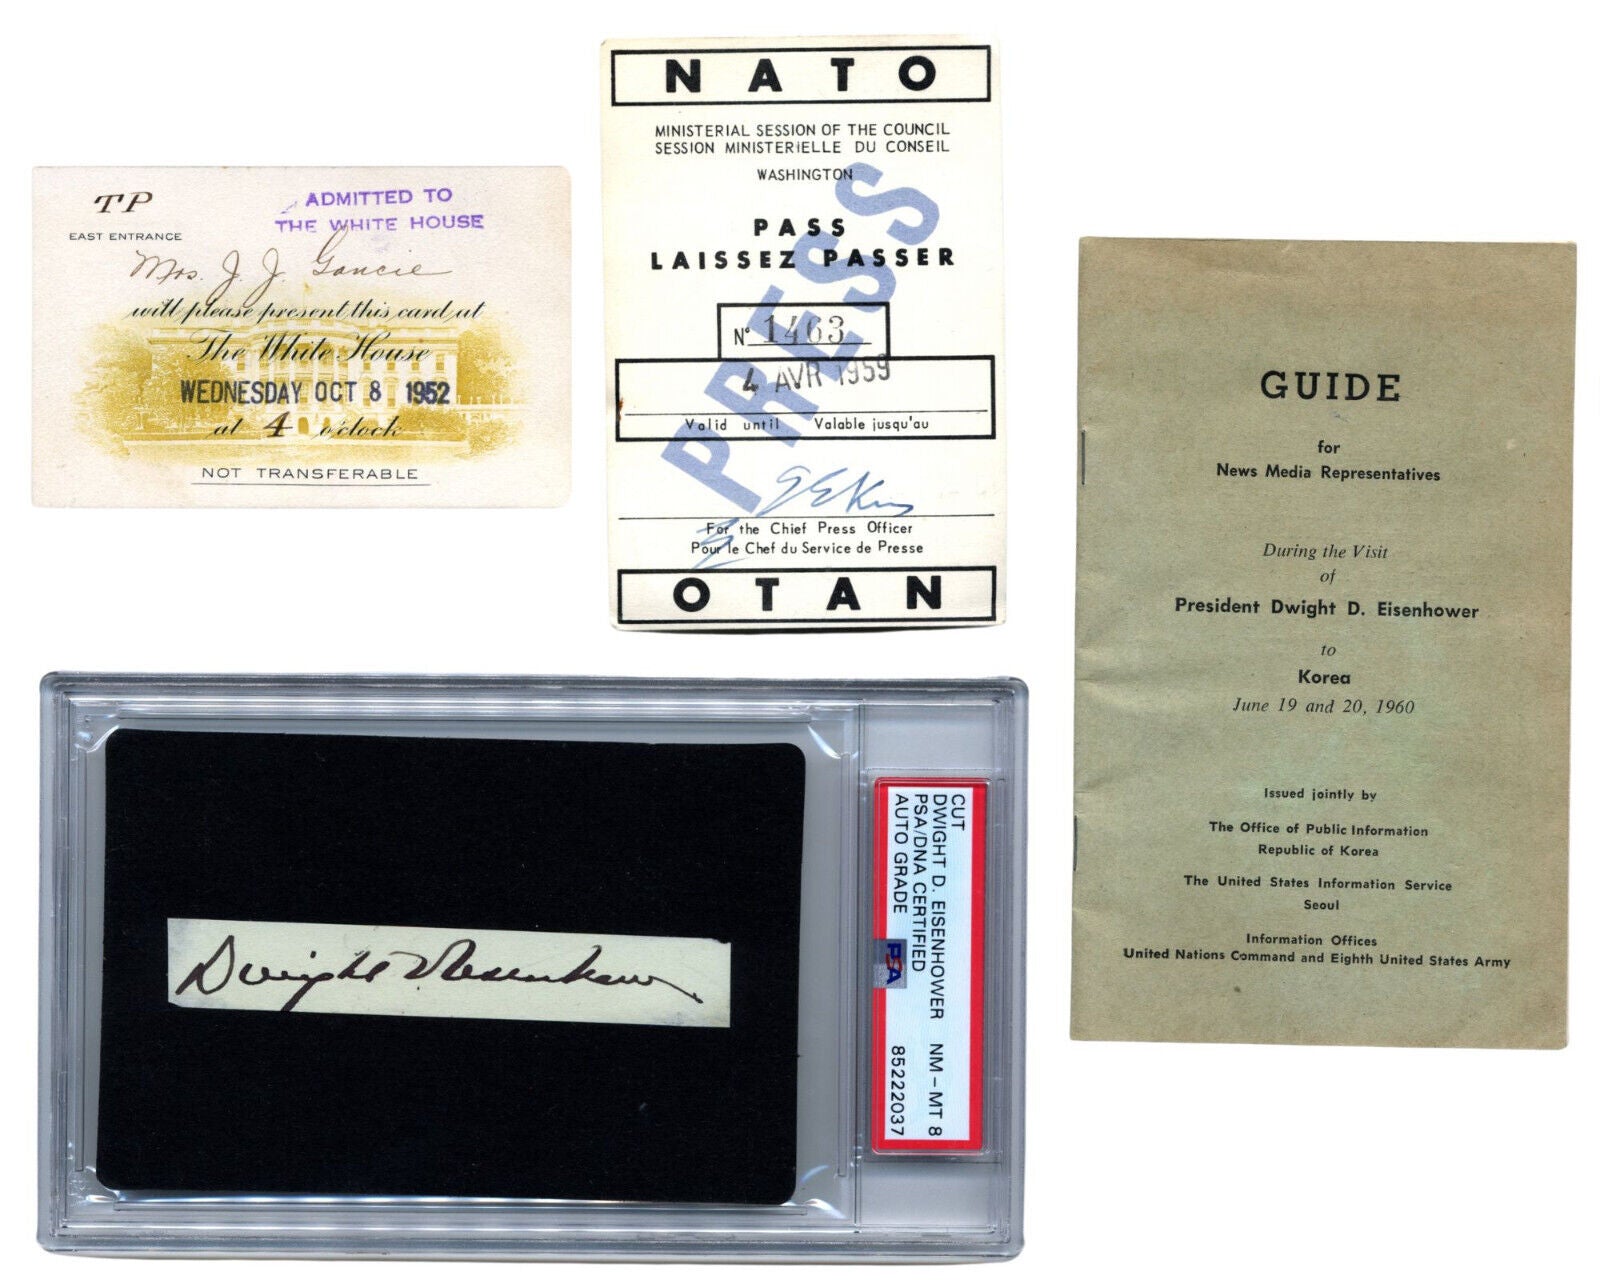 TP
ADMITTED TO
THE WHITE HOUSE
EAST ENTRANCE
Mrs. J. J. Goncie
will please present this card at
The White House
WEDNESDAY OCT 8 1952
at 4 o'clock
NOT TRANSFERABLE
NATO
MINISTERIAL SESSION OF THE COUNCIL
SESSION MINISTERIELLE DU CONSEIL
WASHINGTON
PASS
LAISSEZ PASSER
PRESS
N° 1463
4 AVR 1959
Valid until Valable jusqu'au
For the Chief Press Officer
Pour le Chef du Service de Presse
OTAN
GUIDE
for
News Media Representatives
During the Visit
of
President Dwight D. Eisenhower
to
Korea
June 19 and 20, 1960
Issued jointly by
The Office of Public Information
Republic of Korea
The United States Information Service
Seoul
Information Offices
United Nations Command and Eighth United States Army
Dwight D Eisenhower
CUT
DWIGHT D. EISENHOWER NM-MT 8
PSA/DNA CERTIFIED
AUTO GRADE 85222037
PSA